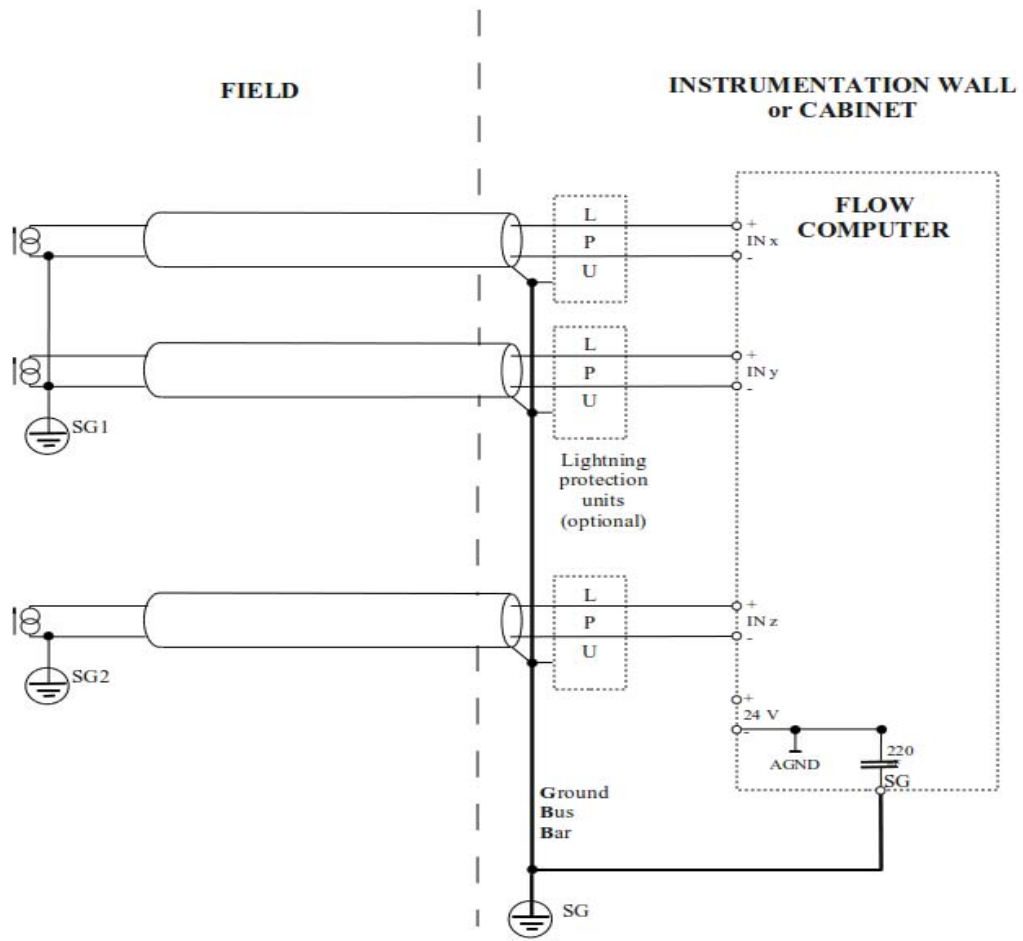 FIELD
INSTRUMENTATION WALL
or CABINET
FLOW
COMPUTER
L
P
U
+
IN x
-
L
P
U
+
IN y
-
SG1
Lightning
protection
units
(optional)
L
P
U
+
IN z
-
SG2
+
24 V
-
AGND
220
SG
Ground
Bus
Bar
SG